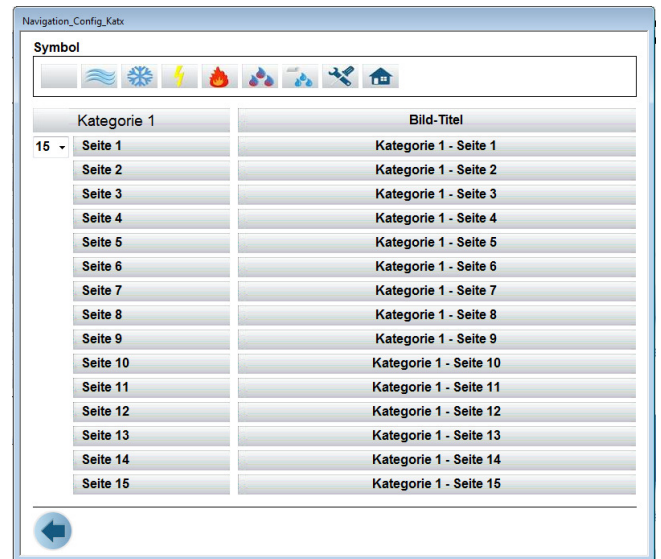 Navigation_Config_Katx
Symbol
Kategorie 1 Bild-Titel
15 Seite 1 Kategorie 1 - Seite 1
Seite 2 Kategorie 1 - Seite 2
Seite 3 Kategorie 1 - Seite 3
Seite 4 Kategorie 1 - Seite 4
Seite 5 Kategorie 1 - Seite 5
Seite 6 Kategorie 1 - Seite 6
Seite 7 Kategorie 1 - Seite 7
Seite 8 Kategorie 1 - Seite 8
Seite 9 Kategorie 1 - Seite 9
Seite 10 Kategorie 1 - Seite 10
Seite 11 Kategorie 1 - Seite 11
Seite 12 Kategorie 1 - Seite 12
Seite 13 Kategorie 1 - Seite 13
Seite 14 Kategorie 1 - Seite 14
Seite 15 Kategorie 1 - Seite 15